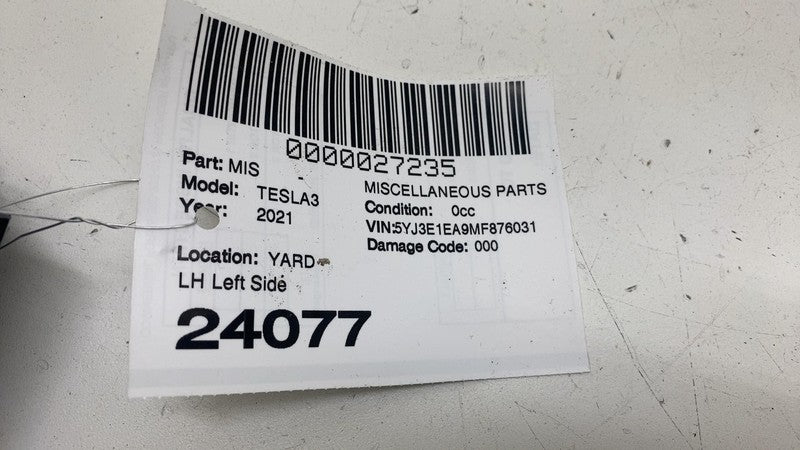 0000027235
Part: MIS
MISCELLANEOUS PARTS
Model: TESLA3
Condition: 0cc
Year: 2021
VIN:5YJ3E1EA9MF876031
Damage Code: 000
Location: YARD
LH Left Side
24077